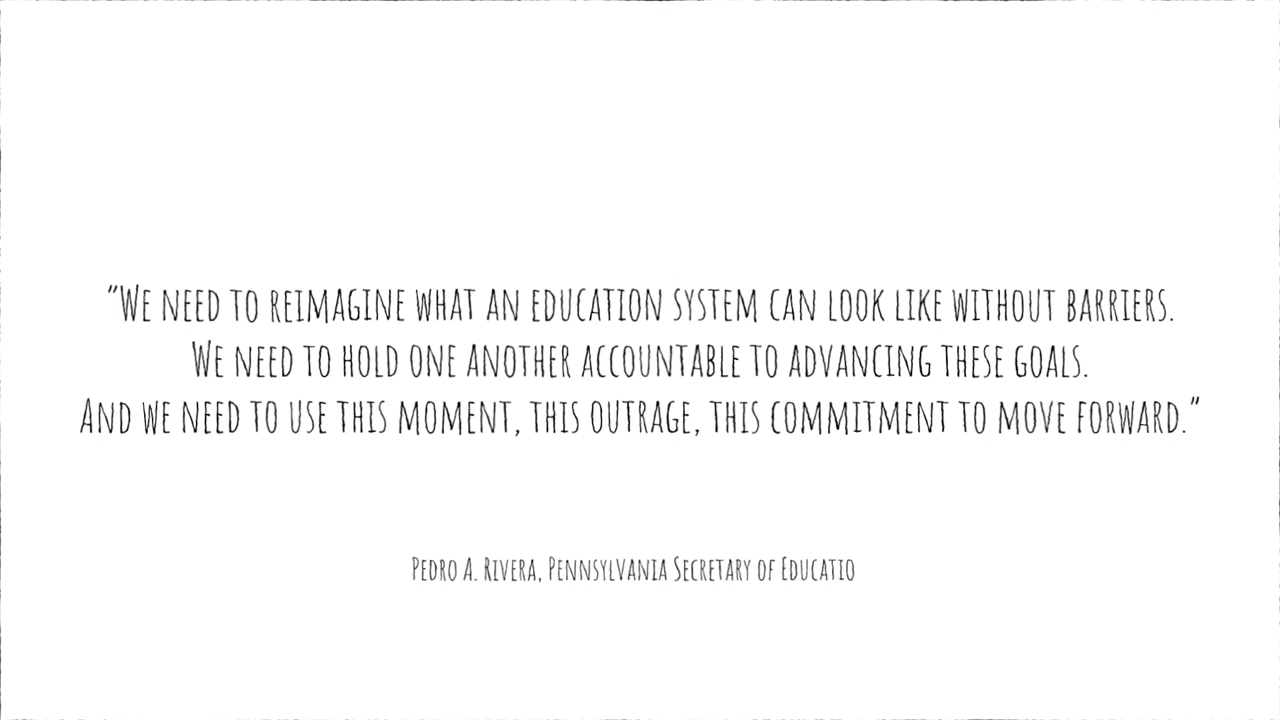 "We need to reimagine what an education system can look like without barriers.
We need to hold one another accountable to advancing these goals.
And we need to use this moment, this outrage, this commitment to move forward."
Pedro A. Rivera, Pennsylvania Secretary of Educatio